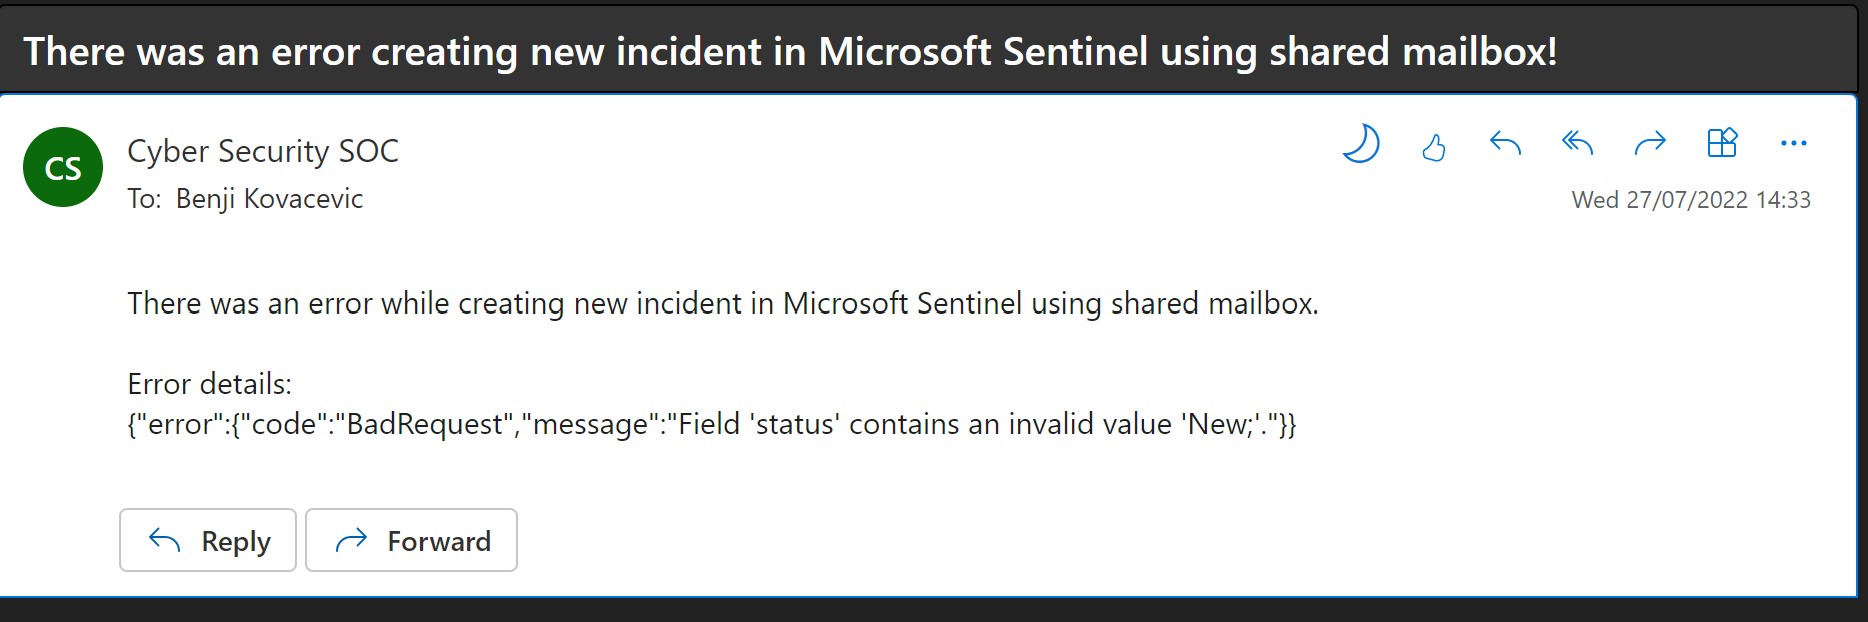 There was an error creating new incident in Microsoft Sentinel using shared mailbox!
CS
Cyber Security SOC
To: Benji Kovacevic
Wed 27/07/2022 14:33
There was an error while creating new incident in Microsoft Sentinel using shared mailbox.
Error details:
{"error":{"code":"BadRequest","message":"Field 'status' contains an invalid value 'New;'."}}
Reply
Forward